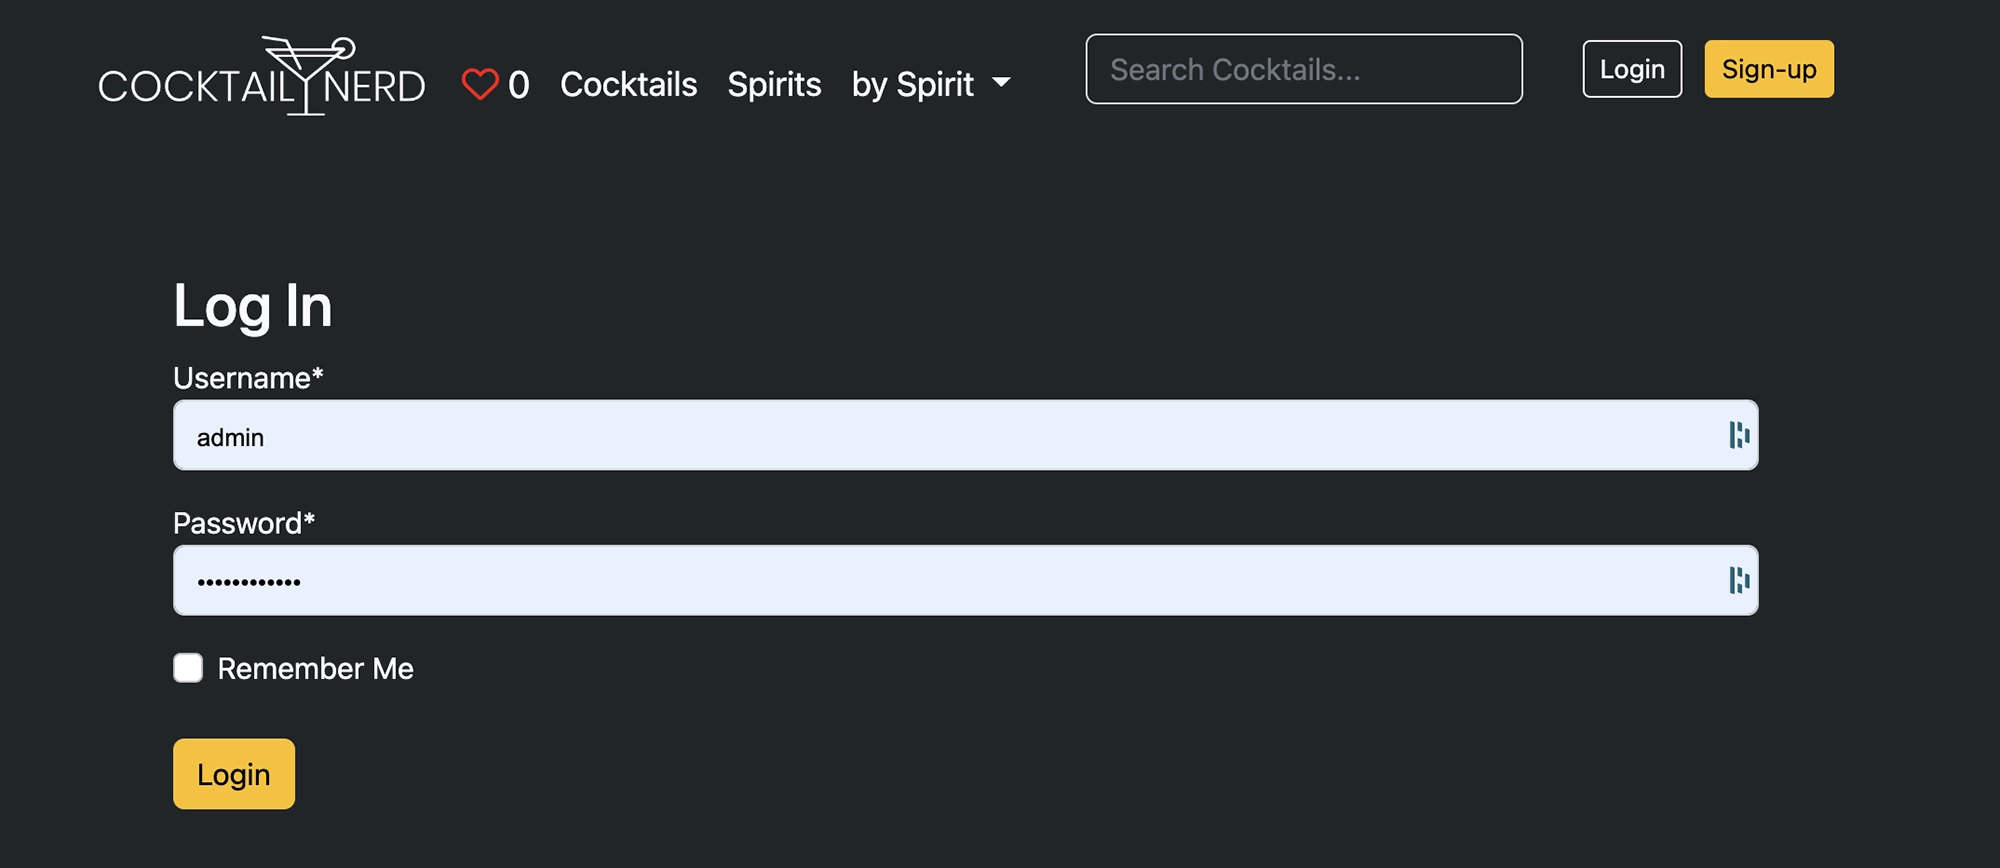 COCKTAIL NERD
0 Cocktails Spirits by Spirit
Search Cocktails...
Login
Sign-up
Log In
Username*
admin
Password*
••••••••••••
Remember Me
Login